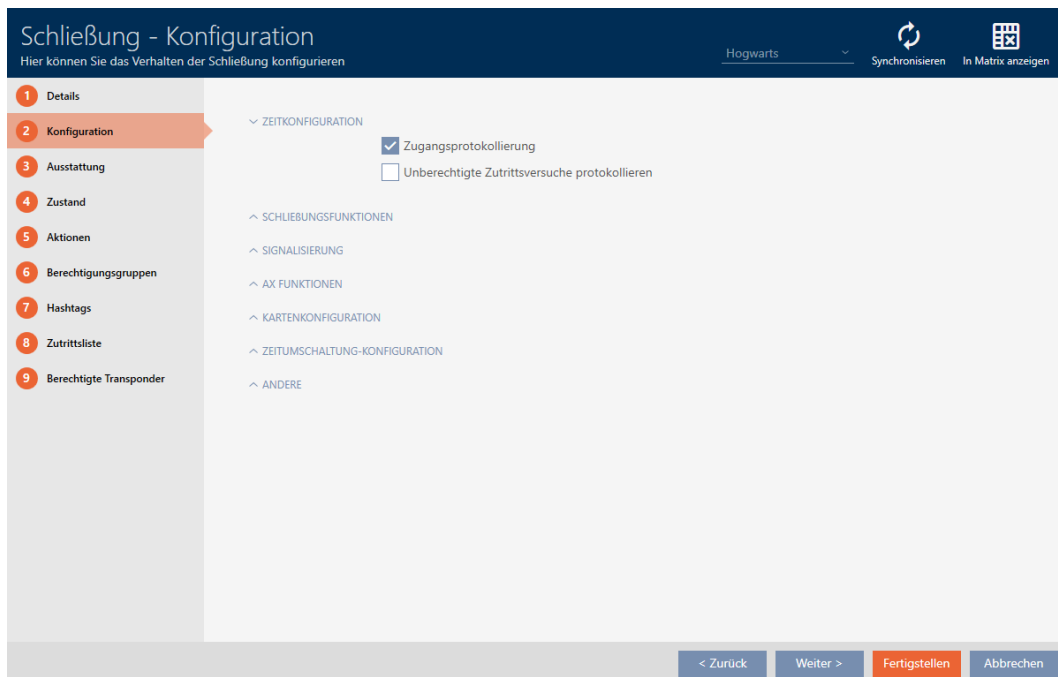 Schließung - Konfiguration
Hier können Sie das Verhalten der Schließung konfigurieren
Hogwarts
Synchronisieren
In Matrix anzeigen
1 Details
2 Konfiguration
3 Ausstattung
4 Zustand
5 Aktionen
6 Berechtigungsgruppen
7 Hashtags
8 Zutrittsliste
9 Berechtigte Transponder
ZEITKONFIGURATION
Zugangsprotokollierung
Unberechtigte Zutrittsversuche protokollieren
SCHLIEßUNGSFUNKTIONEN
SIGNALISIERUNG
AX FUNKTIONEN
KARTENKONFIGURATION
ZEITUMSCHALTUNG-KONFIGURATION
ANDERE
< Zurück
Weiter >
Fertigstellen
Abbrechen